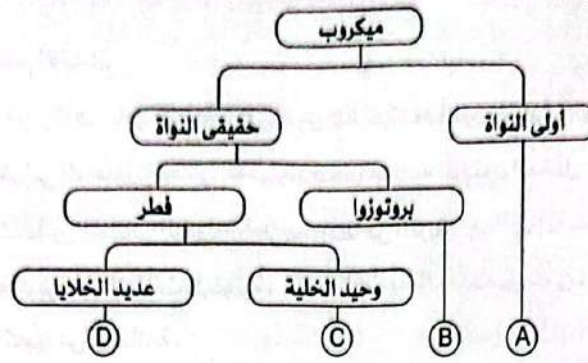 ميكروب
أولى النواة
حقيقى النواة
بروتوزوا
فطر
وحيد الخلية
عديد الخلايا
A
B
C
D